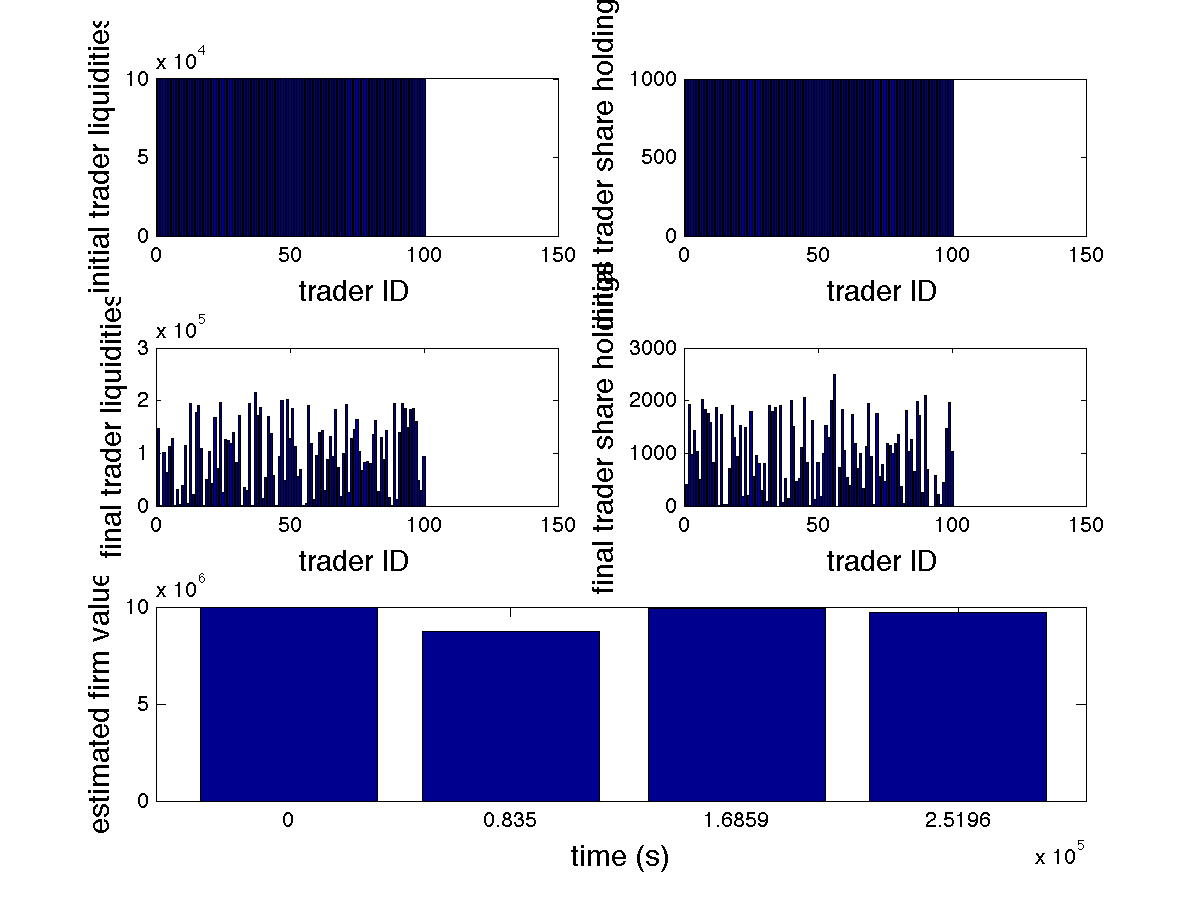 x 10^4
10
5
0
0 50 100 150
trader ID
initial trader liquidities
1000
500
0
0 50 100 150
trader ID
trader share holding
x 10^5
3
2
1
0
0 50 100 150
trader ID
final trader liquidities
3000
2000
1000
0
0 50 100 150
trader ID
final trader share holdings
x 10^6
10
5
0
0 0.835 1.6859 2.5196
time (s)
x 10^5
estimated firm value